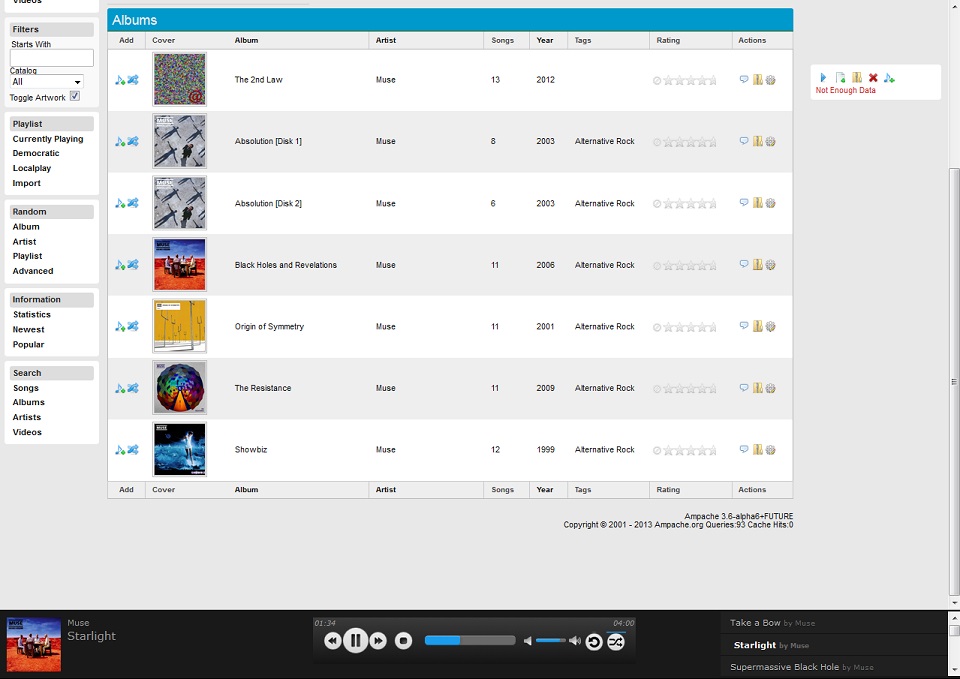 Videos
Filters
Starts With
Catalog
All
Toggle Artwork
Playlist
Currently Playing
Democratic
Localplay
Import
Random
Album
Artist
Playlist
Advanced
Information
Statistics
Newest
Popular
Search
Songs
Albums
Artists
Videos
Albums
Add Cover Album Artist Songs Year Tags Rating Actions
The 2nd Law Muse 13 2012
Absolution [Disk 1] Muse 8 2003 Alternative Rock
Absolution [Disk 2] Muse 6 2003 Alternative Rock
Black Holes and Revelations Muse 11 2006 Alternative Rock
Origin of Symmetry Muse 11 2001 Alternative Rock
The Resistance Muse 11 2009 Alternative Rock
Showbiz Muse 12 1999 Alternative Rock
Add Cover Album Artist Songs Year Tags Rating Actions
Ampache 3.6-alpha6+FUTURE
Copyright © 2001 - 2013 Ampache.org Queries:93 Cache Hits:0
Not Enough Data
Muse
Starlight
01:34 04:00
Take a Bow by Muse
Starlight by Muse
Supermassive Black Hole by Muse